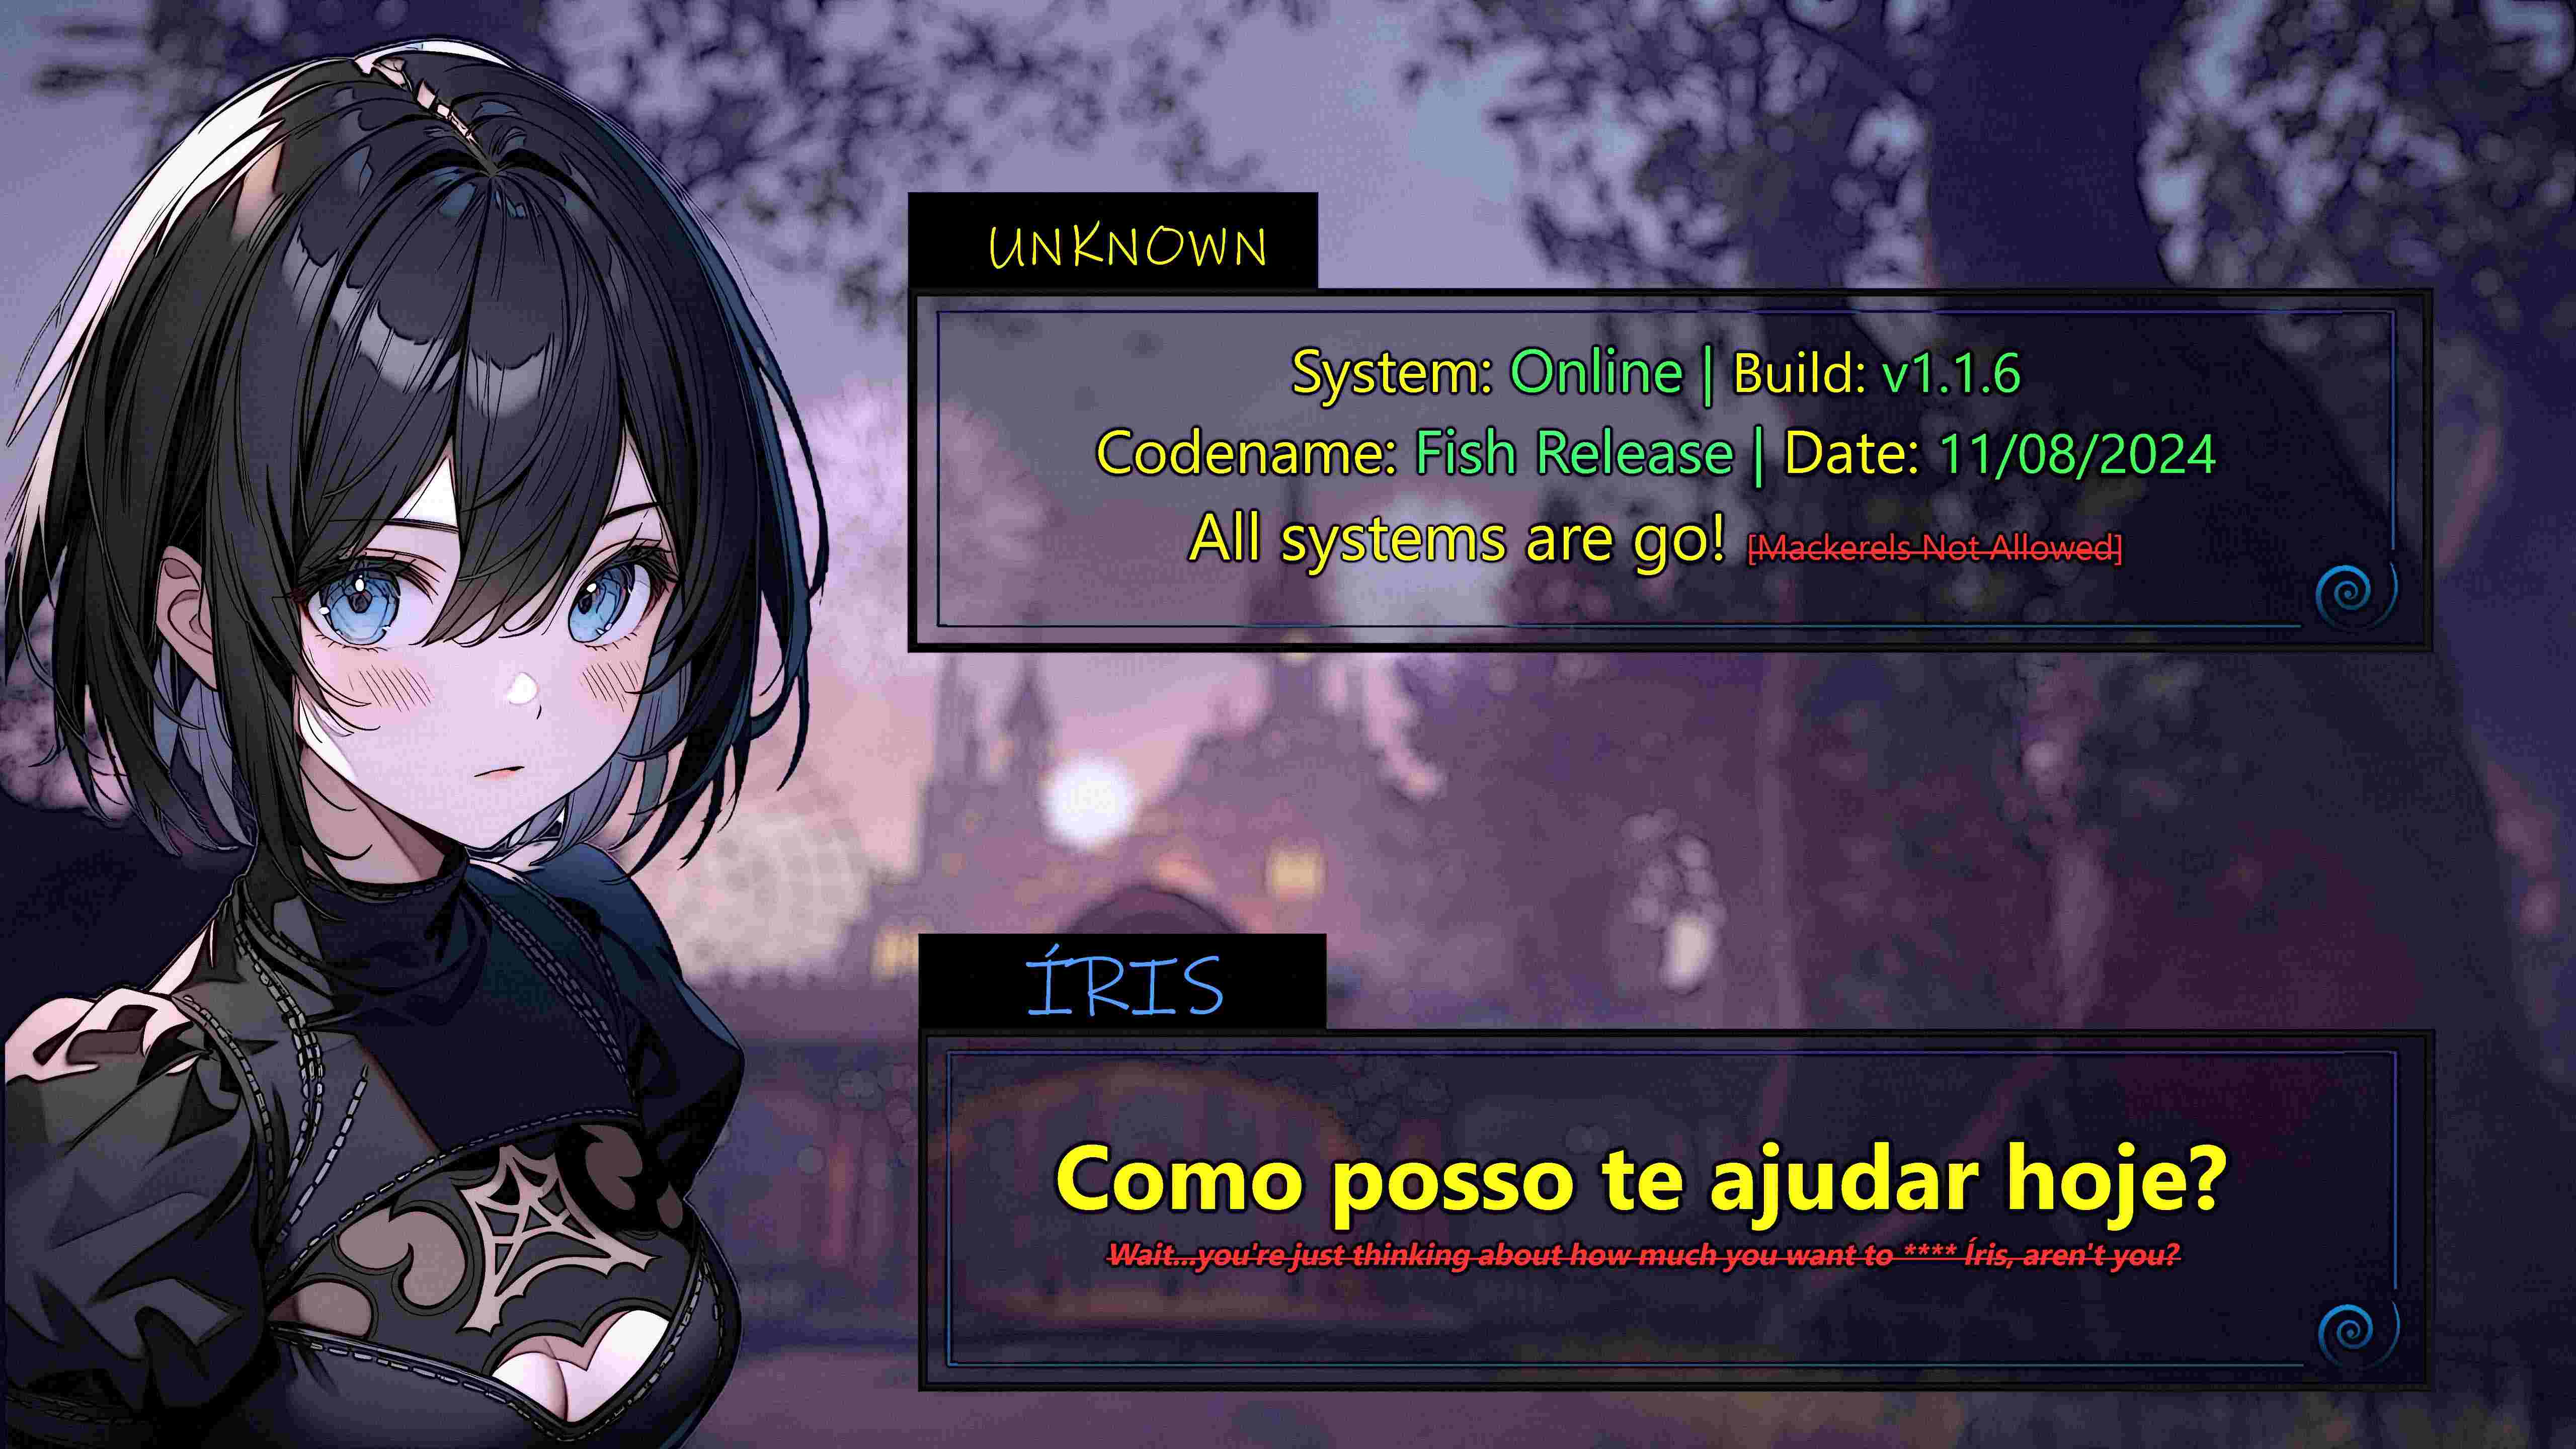 UNKNOWN
System: Online | Build: v1.1.6
Codename: Fish Release | Date: 11/08/2024
All systems are go! [Mackerels Not Allowed]
ÍRIS
Como posso te ajudar hoje?
Wait...you're just thinking about how much you want to **** Íris, aren't you?